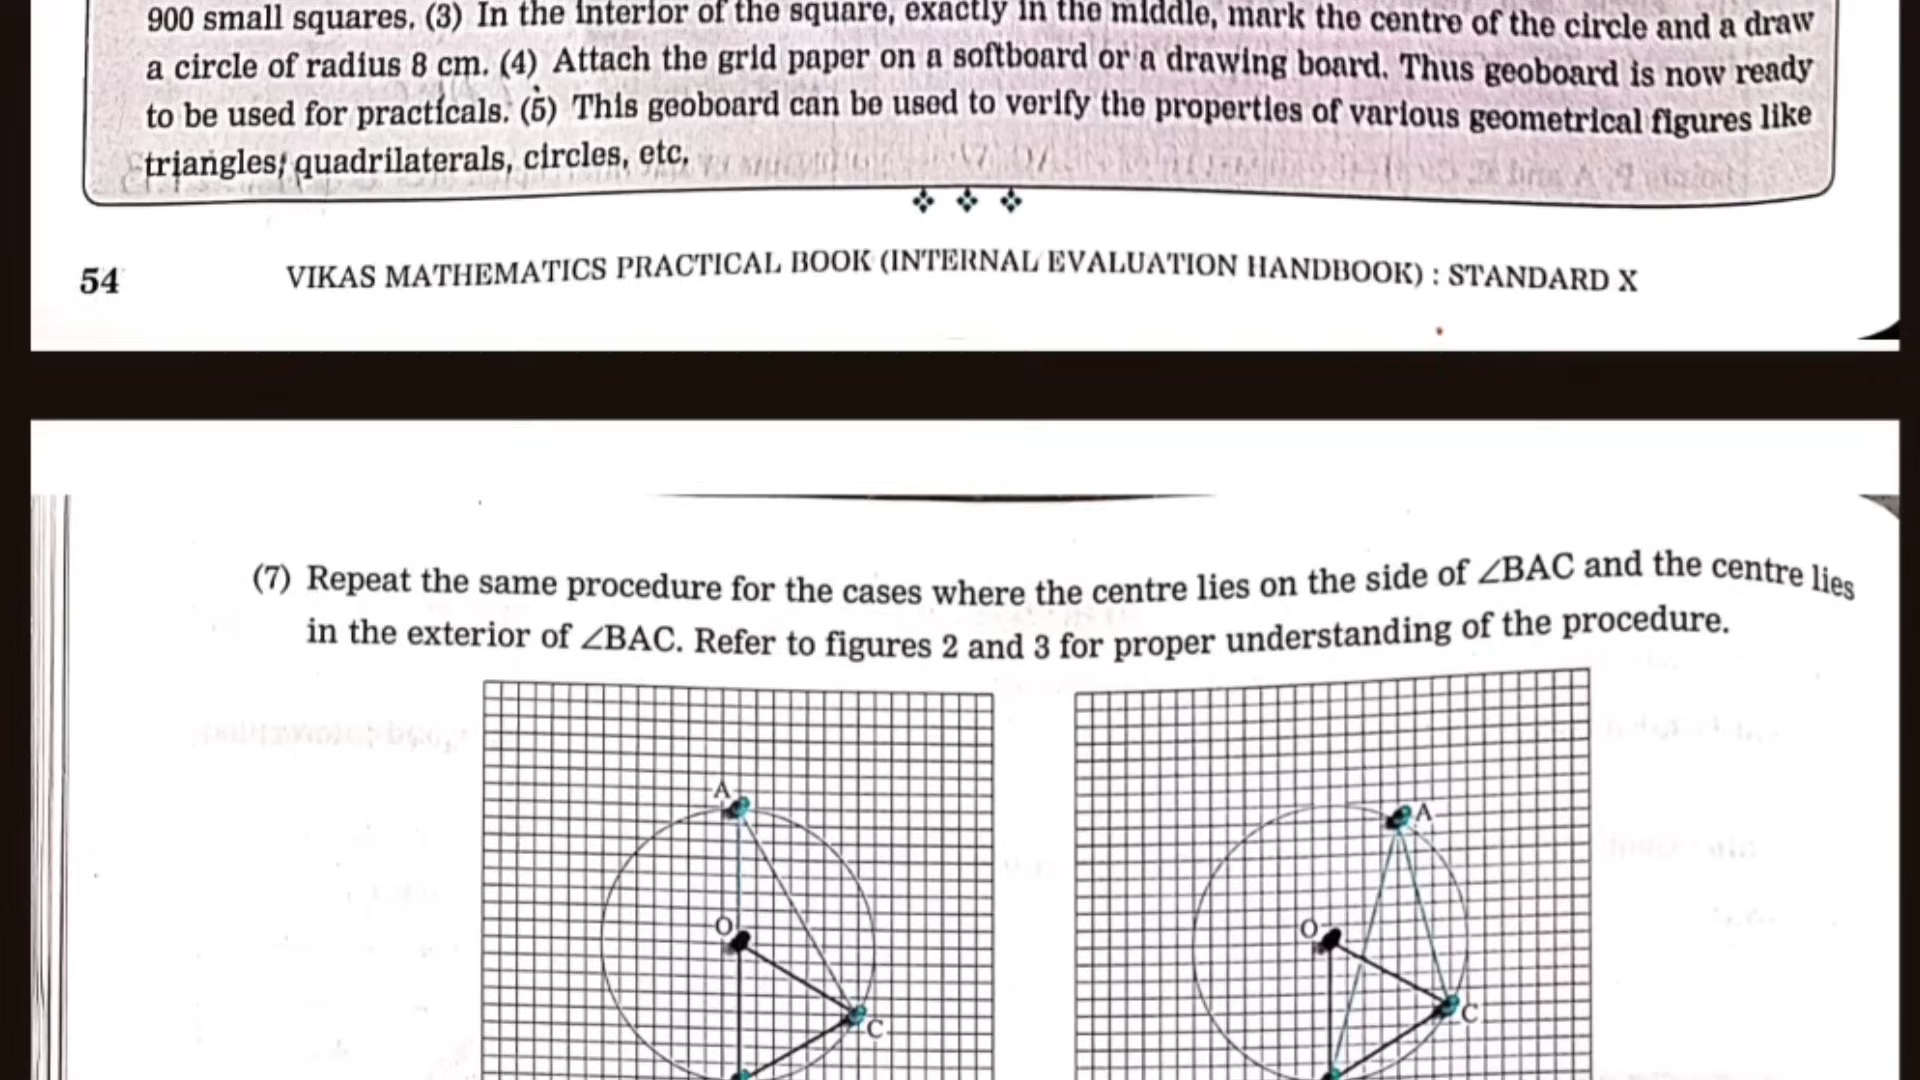 900 small squares. (3) In the interior of the square, exactly in the middle, mark the centre of the circle and a draw
a circle of radius 8 cm. (4) Attach the grid paper on a softboard or a drawing board. Thus geoboard is now ready
to be used for practicals. (5) This geoboard can be used to verify the properties of various geometrical figures like
triangles, quadrilaterals, circles, etc.
54 VIKAS MATHEMATICS PRACTICAL BOOK (INTERNAL EVALUATION HANDBOOK) : STANDARD X
(7) Repeat the same procedure for the cases where the centre lies on the side of ∠BAC and the centre lies
in the exterior of ∠BAC. Refer to figures 2 and 3 for proper understanding of the procedure.
A
O
C
A
O
C